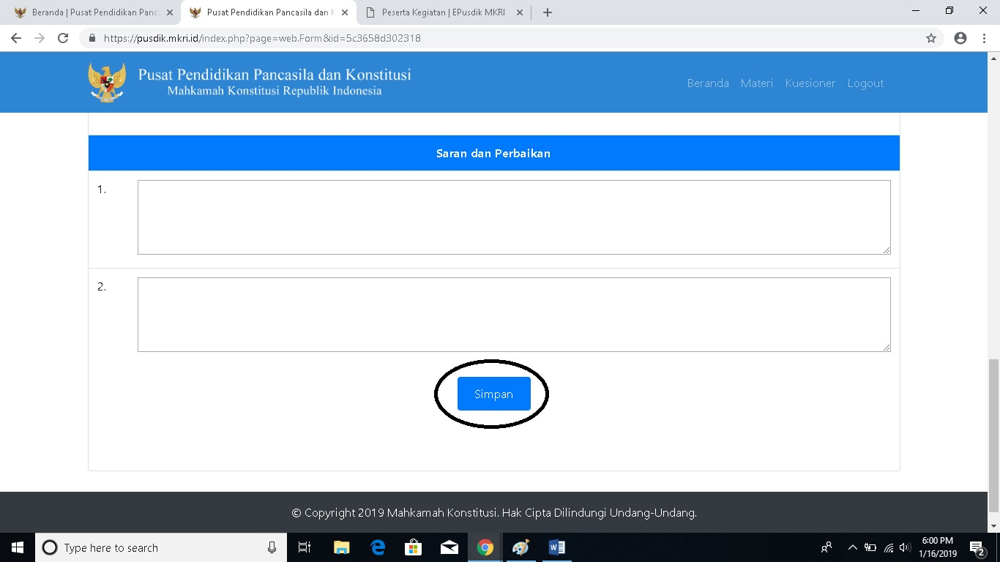 Beranda | Pusat Pendidikan Panc
Pusat Pendidikan Pancasila dan K
Peserta Kegiatan | EPusdik MKRI
https://pusdik.mkri.id/index.php?page=web.Form&id=5c3658d302318
Pusat Pendidikan Pancasila dan Konstitusi
Mahkamah Konstitusi Republik Indonesia
Beranda Materi Kuesioner Logout
Saran dan Perbaikan
1.
2.
Simpan
© Copyright 2019 Mahkamah Konstitusi. Hak Cipta Dilindungi Undang-Undang.
Type here to search
6:00 PM
1/16/2019
2